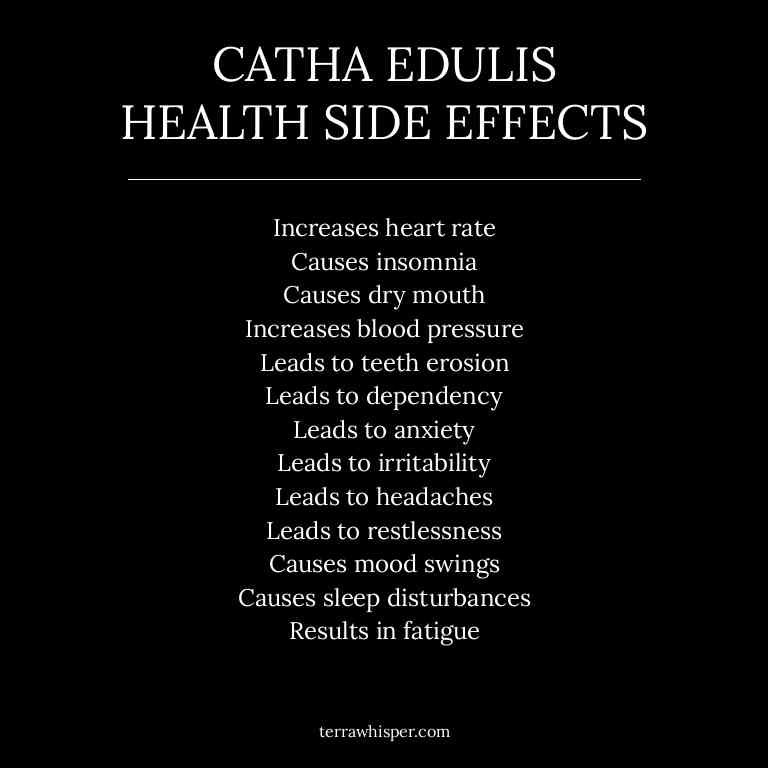 CATHA EDULIS
HEALTH SIDE EFFECTS
Increases heart rate
Causes insomnia
Causes dry mouth
Increases blood pressure
Leads to teeth erosion
Leads to dependency
Leads to anxiety
Leads to irritability
Leads to headaches
Leads to restlessness
Causes mood swings
Causes sleep disturbances
Results in fatigue
terrawhisper.com